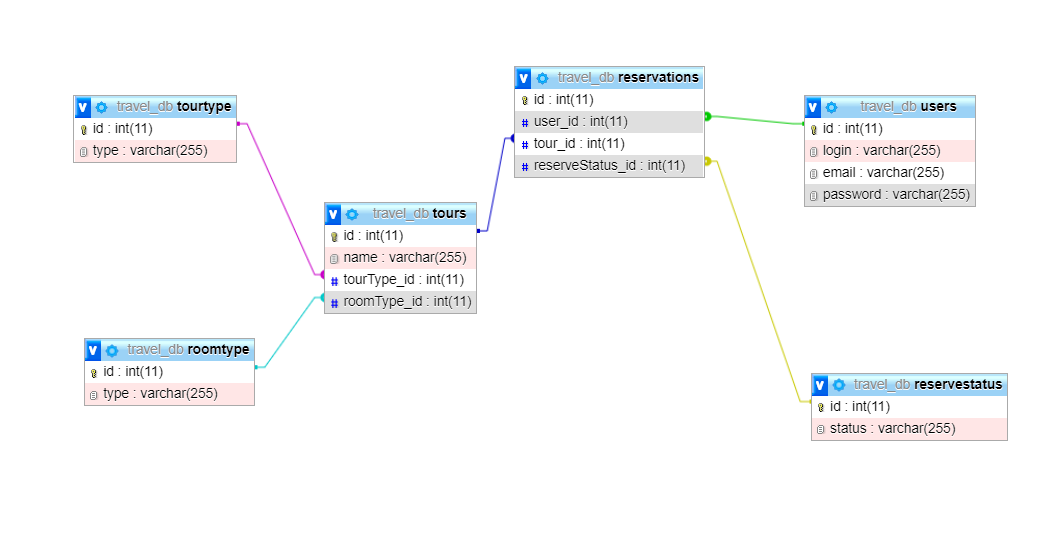 travel_db tourtype
id : int(11)
type : varchar(255)
travel_db roomtype
id : int(11)
type : varchar(255)
travel_db tours
id : int(11)
name : varchar(255)
tourType_id : int(11)
roomType_id : int(11)
travel_db reservations
id : int(11)
user_id : int(11)
tour_id : int(11)
reserveStatus_id : int(11)
travel_db users
id : int(11)
login : varchar(255)
email : varchar(255)
password : varchar(255)
travel_db reservestatus
id : int(11)
status : varchar(255)